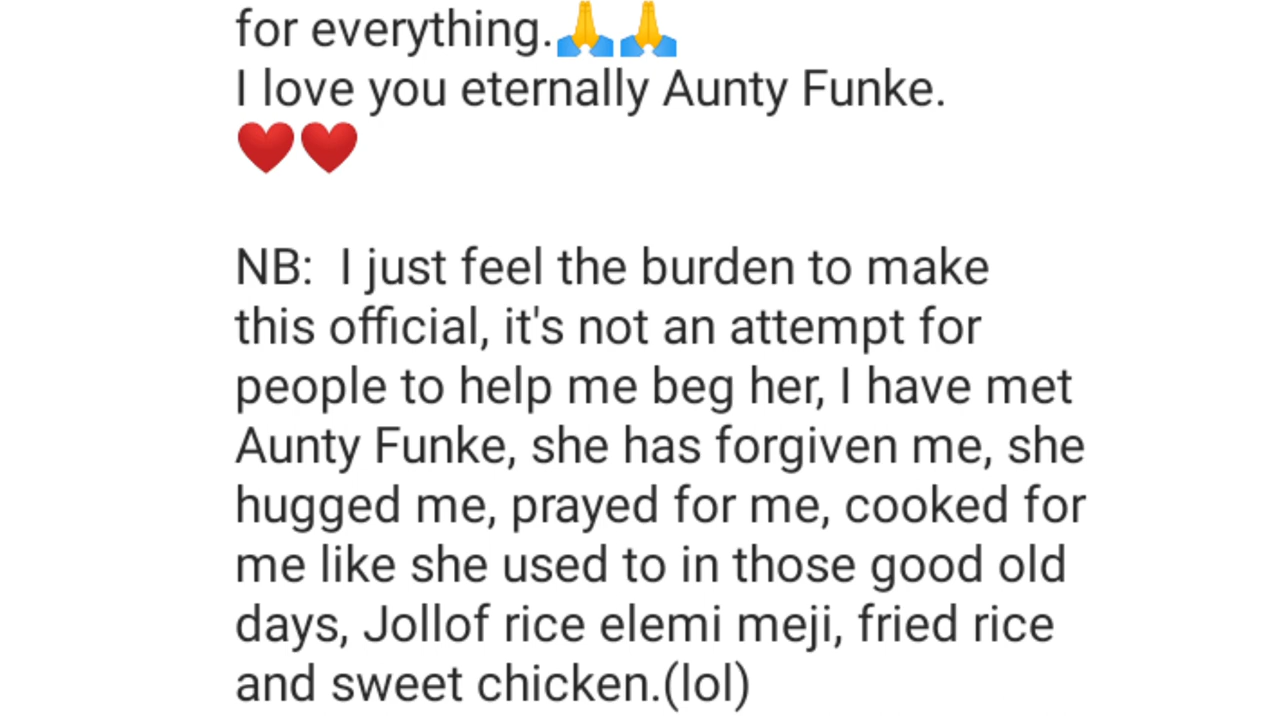 for everything.🙏🙏
I love you eternally Aunty Funke.
❤️❤️
NB:  I just feel the burden to make
this official, it's not an attempt for
people to help me beg her, I have met
Aunty Funke, she has forgiven me, she
hugged me, prayed for me, cooked for
me like she used to in those good old
days, Jollof rice elemi meji, fried rice
and sweet chicken.(lol)